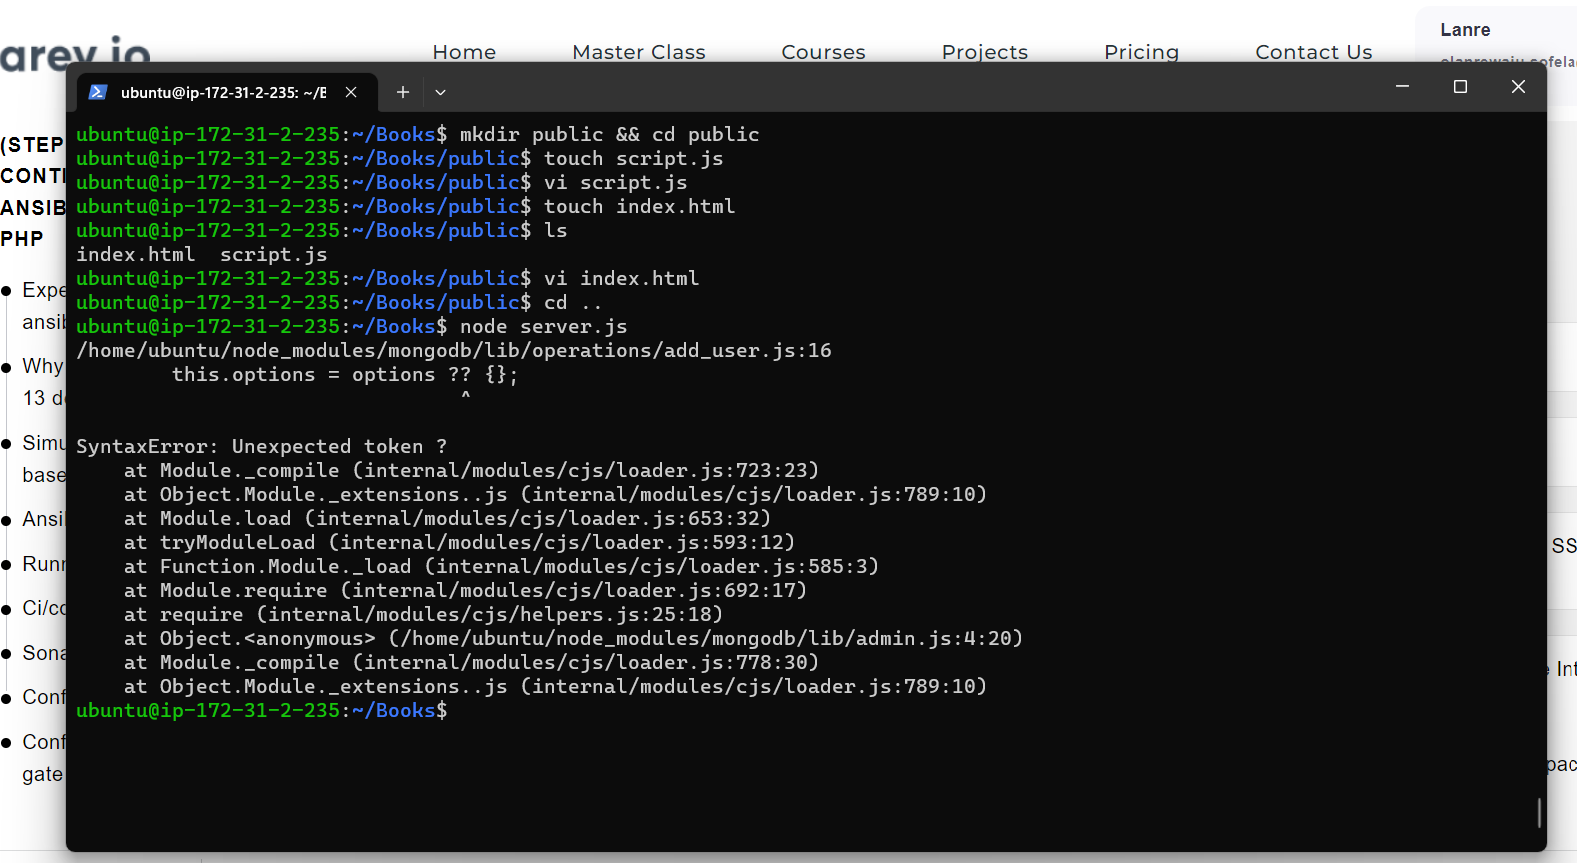 arey.io
Home Master Class Courses Projects Pricing Contact Us
Lanre
ubuntu@ip-172-31-2-235: ~/B
(STEP
CONTI
ANSIB
PHP
Expe
ansib
Why
13 de
Simu
base
Ansi
Runn
Ci/co
Sona
Conf
Conf
gate
ubuntu@ip-172-31-2-235:~/Books$ mkdir public && cd public
ubuntu@ip-172-31-2-235:~/Books/public$ touch script.js
ubuntu@ip-172-31-2-235:~/Books/public$ vi script.js
ubuntu@ip-172-31-2-235:~/Books/public$ touch index.html
ubuntu@ip-172-31-2-235:~/Books/public$ ls
index.html  script.js
ubuntu@ip-172-31-2-235:~/Books/public$ vi index.html
ubuntu@ip-172-31-2-235:~/Books/public$ cd ..
ubuntu@ip-172-31-2-235:~/Books$ node server.js
/home/ubuntu/node_modules/mongodb/lib/operations/add_user.js:16
        this.options = options ?? {};
                                ^
SyntaxError: Unexpected token ?
    at Module._compile (internal/modules/cjs/loader.js:723:23)
    at Object.Module._extensions..js (internal/modules/cjs/loader.js:789:10)
    at Module.load (internal/modules/cjs/loader.js:653:32)
    at tryModuleLoad (internal/modules/cjs/loader.js:593:12)
    at Function.Module._load (internal/modules/cjs/loader.js:585:3)
    at Module.require (internal/modules/cjs/loader.js:692:17)
    at require (internal/modules/cjs/helpers.js:25:18)
    at Object.<anonymous> (/home/ubuntu/node_modules/mongodb/lib/admin.js:4:20)
    at Module._compile (internal/modules/cjs/loader.js:778:30)
    at Object.Module._extensions..js (internal/modules/cjs/loader.js:789:10)
ubuntu@ip-172-31-2-235:~/Books$
SS
Int
pac